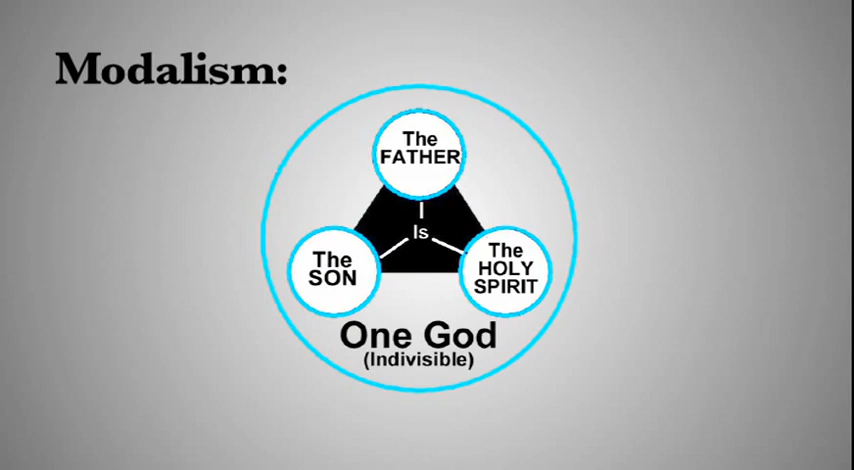 Modalism:
The
FATHER
Is
The
SON
The
HOLY
SPIRIT
One God
(Indivisible)